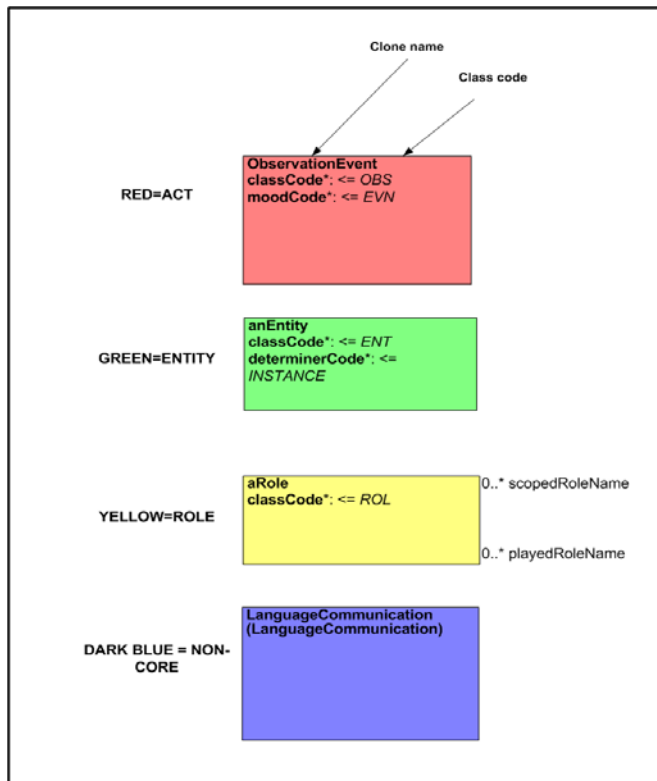 Clone name
Class code
RED=ACT
ObservationEvent
classCode*: <= OBS
moodCode*: <= EVN
GREEN=ENTITY
anEntity
classCode*: <= ENT
determinerCode*: <=
INSTANCE
YELLOW=ROLE
aRole
classCode*: <= ROL
0..* scopedRoleName
0..* playedRoleName
DARK BLUE = NON-
CORE
LanguageCommunication
(LanguageCommunication)